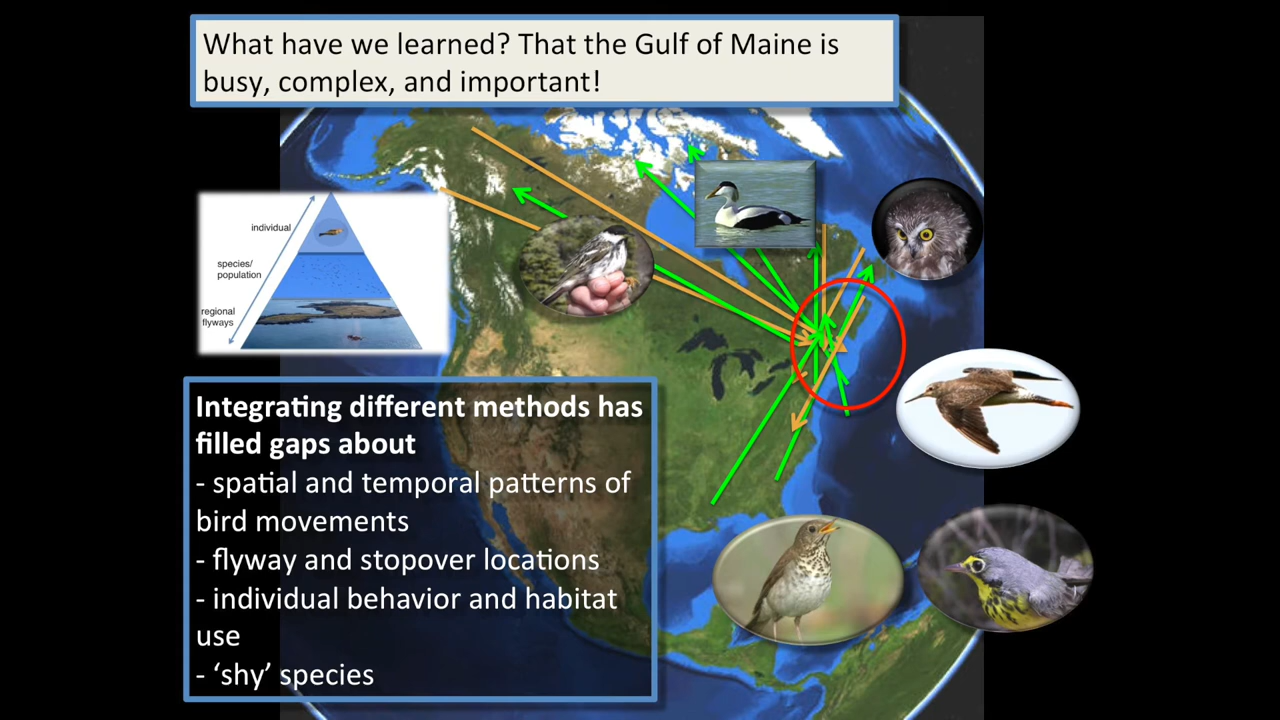 What have we learned? That the Gulf of Maine is
busy, complex, and important!
individual
species/
population
regional
flyways
Integrating different methods has
filled gaps about
- spatial and temporal patterns of
bird movements
- flyway and stopover locations
- individual behavior and habitat
use
- ‘shy’ species